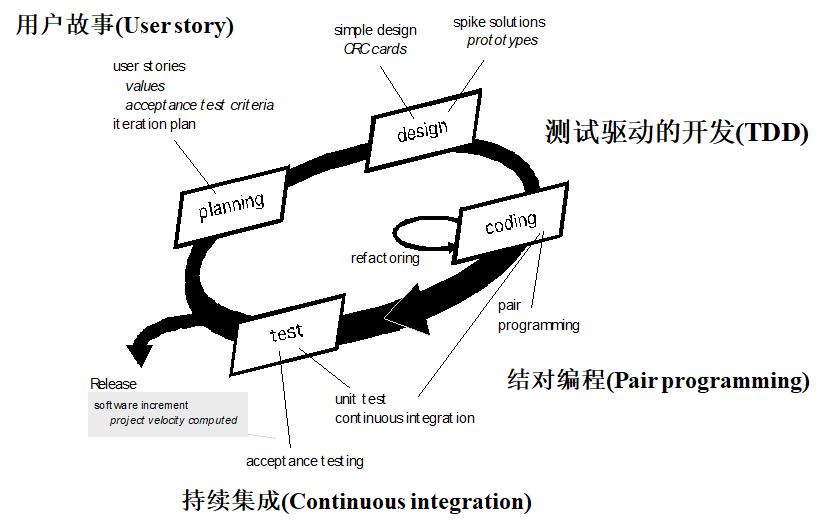 用户故事(User story)
simple design
CRC cards
spike solutions
prototypes
user stories
values
acceptance test criteria
iteration plan
design
测试驱动的开发(TDD)
planning
coding
refactoring
pair
programming
test
Release
software increment
project velocity computed
unit test
continuous integration
结对编程(Pair programming)
acceptance testing
持续集成(Continuous integration)